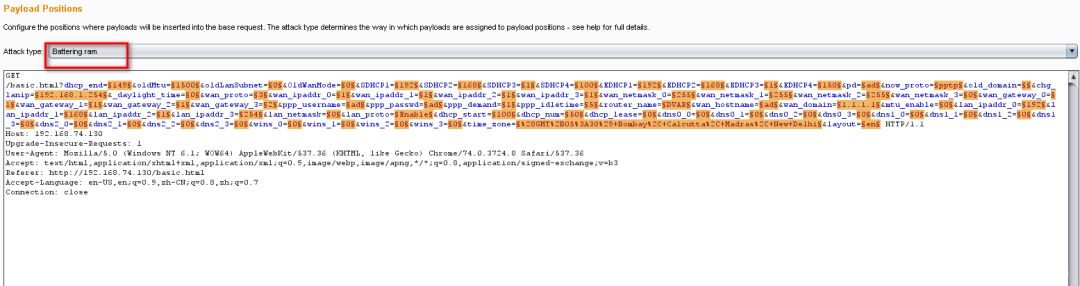 Payload Positions
Configure the positions where payloads will be inserted into the base request. The attack type determines the way in which payloads are assigned to payload positions - see help for full details.
Attack type: Battering ram
GET
/basic.html?dhcp_end=§149§&oldMtu=§1500§&oldLanSubnet=§0§&OldWanMode=§0§&SDHCP1=§192§&SDHCP2=§168§&SDHCP3=§1§&SDHCP4=§100§&EDHCP1=§192§&EDHCP2=§168§&EDHCP3=§1§&EDHCP4=§150§&pd=§ad§&now_proto=§pptp§&old_domain=§§&chg_
lanip=§192.168.1.254§&_daylight_time=§0§&wan_proto=§3§&wan_ipaddr_0=§1§&wan_ipaddr_1=§1§&wan_ipaddr_2=§1§&wan_ipaddr_3=§1§&wan_netmask_0=§255§&wan_netmask_1=§255§&wan_netmask_2=§255§&wan_netmask_3=§0§&wan_gateway_0=§
1§&wan_gateway_1=§1§&wan_gateway_2=§1§&wan_gateway_3=§2§&ppp_username=§ad§&ppp_passwd=§ad§&ppp_demand=§1§&ppp_idletime=§5§&router_name=§DVAR§&wan_hostname=§ad§&wan_domain=§1.1.1.1§&mtu_enable=§0§&lan_ipaddr_0=§192§&l
an_ipaddr_1=§168§&lan_ipaddr_2=§1§&lan_ipaddr_3=§254§&lan_netmask=§0§&lan_proto=§Enable§&dhcp_start=§100§&dhcp_num=§50§&dhcp_lease=§0§&dns0_0=§0§&dns0_1=§0§&dns0_2=§0§&dns0_3=§0§&dns1_0=§0§&dns1_1=§0§&dns1_2=§0§&dns1
_3=§0§&dns2_0=§0§&dns2_1=§0§&dns2_2=§0§&dns2_3=§0§&wins_0=§0§&wins_1=§0§&wins_2=§0§&wins_3=§0§&time_zone=§%28GMT%2B05%3A30%29+Bombay%2C+Calcutta%2C+Madras%2C+New+Delhi§&layout=§en§ HTTP/1.1
Host: 192.168.74.130
Upgrade-Insecure-Requests: 1
User-Agent: Mozilla/5.0 (Windows NT 6.1; WOW64) AppleWebKit/537.36 (KHTML, like Gecko) Chrome/74.0.3724.8 Safari/537.36
Accept: text/html,application/xhtml+xml,application/xml;q=0.9,image/webp,image/apng,*/*;q=0.8,application/signed-exchange;v=b3
Referer: http://192.168.74.130/basic.html
Accept-Language: en-US,en;q=0.9,zh-CN;q=0.8,zh;q=0.7
Connection: close